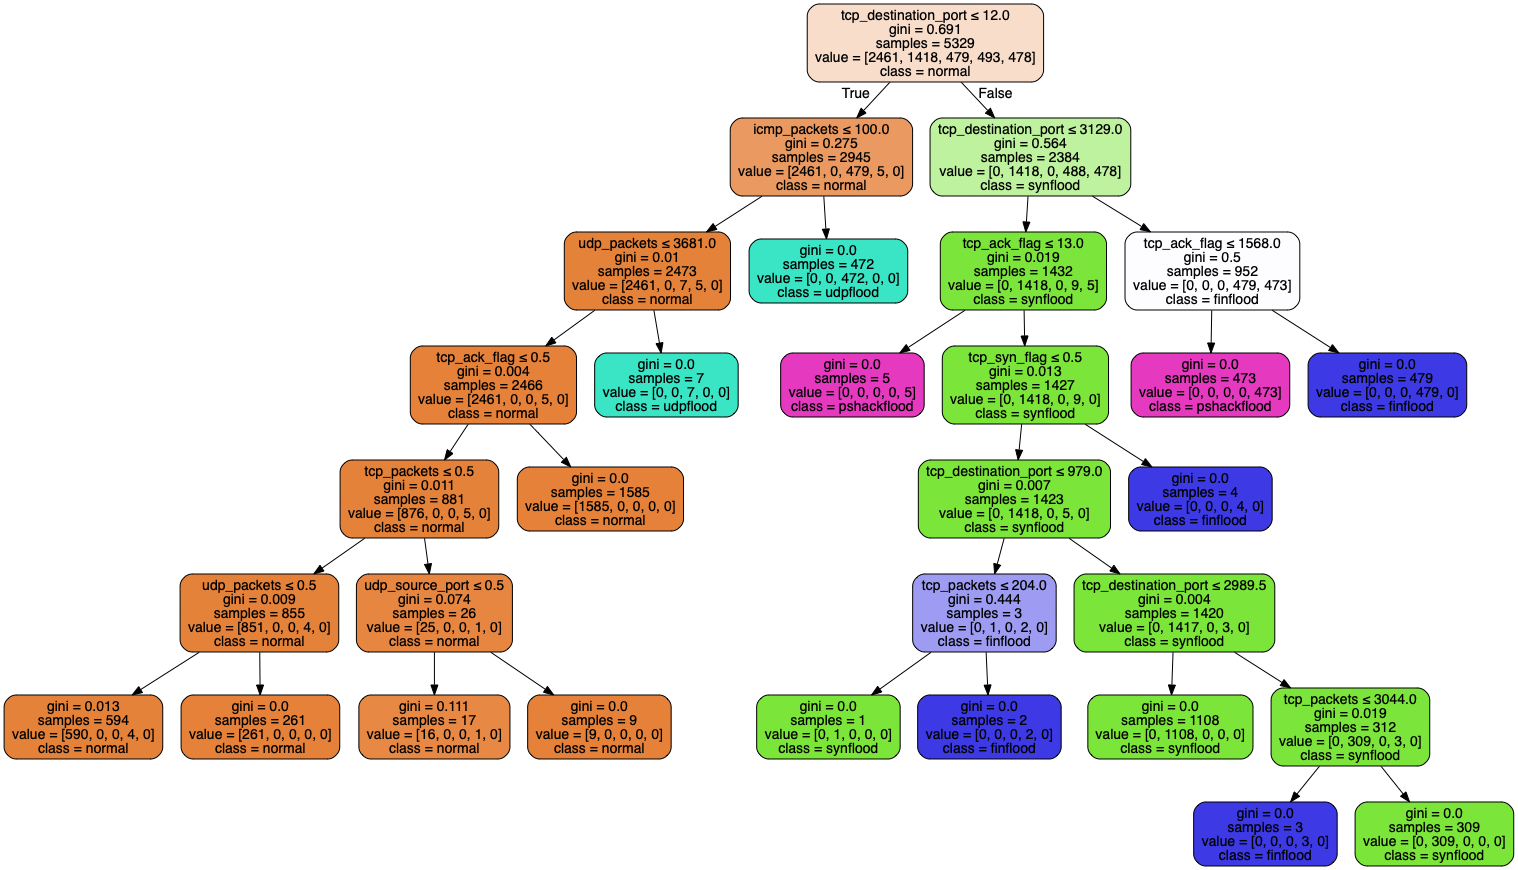 tcp_destination_port ≤ 12.0
gini = 0.691
samples = 5329
value = [2461, 1418, 479, 493, 478]
class = normal
True
False
icmp_packets ≤ 100.0
gini = 0.275
samples = 2945
value = [2461, 0, 479, 5, 0]
class = normal
tcp_destination_port ≤ 3129.0
gini = 0.564
samples = 2384
value = [0, 1418, 0, 488, 478]
class = synflood
udp_packets ≤ 3681.0
gini = 0.01
samples = 2473
value = [2461, 0, 7, 5, 0]
class = normal
gini = 0.0
samples = 472
value = [0, 0, 472, 0, 0]
class = udpflood
tcp_ack_flag ≤ 13.0
gini = 0.019
samples = 1432
value = [0, 1418, 0, 9, 5]
class = synflood
tcp_ack_flag ≤ 1568.0
gini = 0.5
samples = 952
value = [0, 0, 0, 479, 473]
class = finflood
tcp_ack_flag ≤ 0.5
gini = 0.004
samples = 2466
value = [2461, 0, 0, 5, 0]
class = normal
gini = 0.0
samples = 7
value = [0, 0, 7, 0, 0]
class = udpflood
gini = 0.0
samples = 5
value = [0, 0, 0, 0, 5]
class = pshackflood
tcp_syn_flag ≤ 0.5
gini = 0.013
samples = 1427
value = [0, 1418, 0, 9, 0]
class = synflood
gini = 0.0
samples = 473
value = [0, 0, 0, 0, 473]
class = pshackflood
gini = 0.0
samples = 479
value = [0, 0, 0, 479, 0]
class = finflood
tcp_packets ≤ 0.5
gini = 0.011
samples = 881
value = [876, 0, 0, 5, 0]
class = normal
gini = 0.0
samples = 1585
value = [1585, 0, 0, 0, 0]
class = normal
tcp_destination_port ≤ 979.0
gini = 0.007
samples = 1423
value = [0, 1418, 0, 5, 0]
class = synflood
gini = 0.0
samples = 4
value = [0, 0, 0, 4, 0]
class = finflood
udp_packets ≤ 0.5
gini = 0.009
samples = 855
value = [851, 0, 0, 4, 0]
class = normal
udp_source_port ≤ 0.5
gini = 0.074
samples = 26
value = [25, 0, 0, 1, 0]
class = normal
tcp_packets ≤ 204.0
gini = 0.444
samples = 3
value = [0, 1, 0, 2, 0]
class = finflood
tcp_destination_port ≤ 2989.5
gini = 0.004
samples = 1420
value = [0, 1417, 0, 3, 0]
class = synflood
gini = 0.013
samples = 594
value = [590, 0, 0, 4, 0]
class = normal
gini = 0.0
samples = 261
value = [261, 0, 0, 0, 0]
class = normal
gini = 0.111
samples = 17
value = [16, 0, 0, 1, 0]
class = normal
gini = 0.0
samples = 9
value = [9, 0, 0, 0, 0]
class = normal
gini = 0.0
samples = 1
value = [0, 1, 0, 0, 0]
class = synflood
gini = 0.0
samples = 2
value = [0, 0, 0, 2, 0]
class = finflood
gini = 0.0
samples = 1108
value = [0, 1108, 0, 0, 0]
class = synflood
tcp_packets ≤ 3044.0
gini = 0.019
samples = 312
value = [0, 309, 0, 3, 0]
class = synflood
gini = 0.0
samples = 3
value = [0, 0, 0, 3, 0]
class = finflood
gini = 0.0
samples = 309
value = [0, 309, 0, 0, 0]
class = synflood